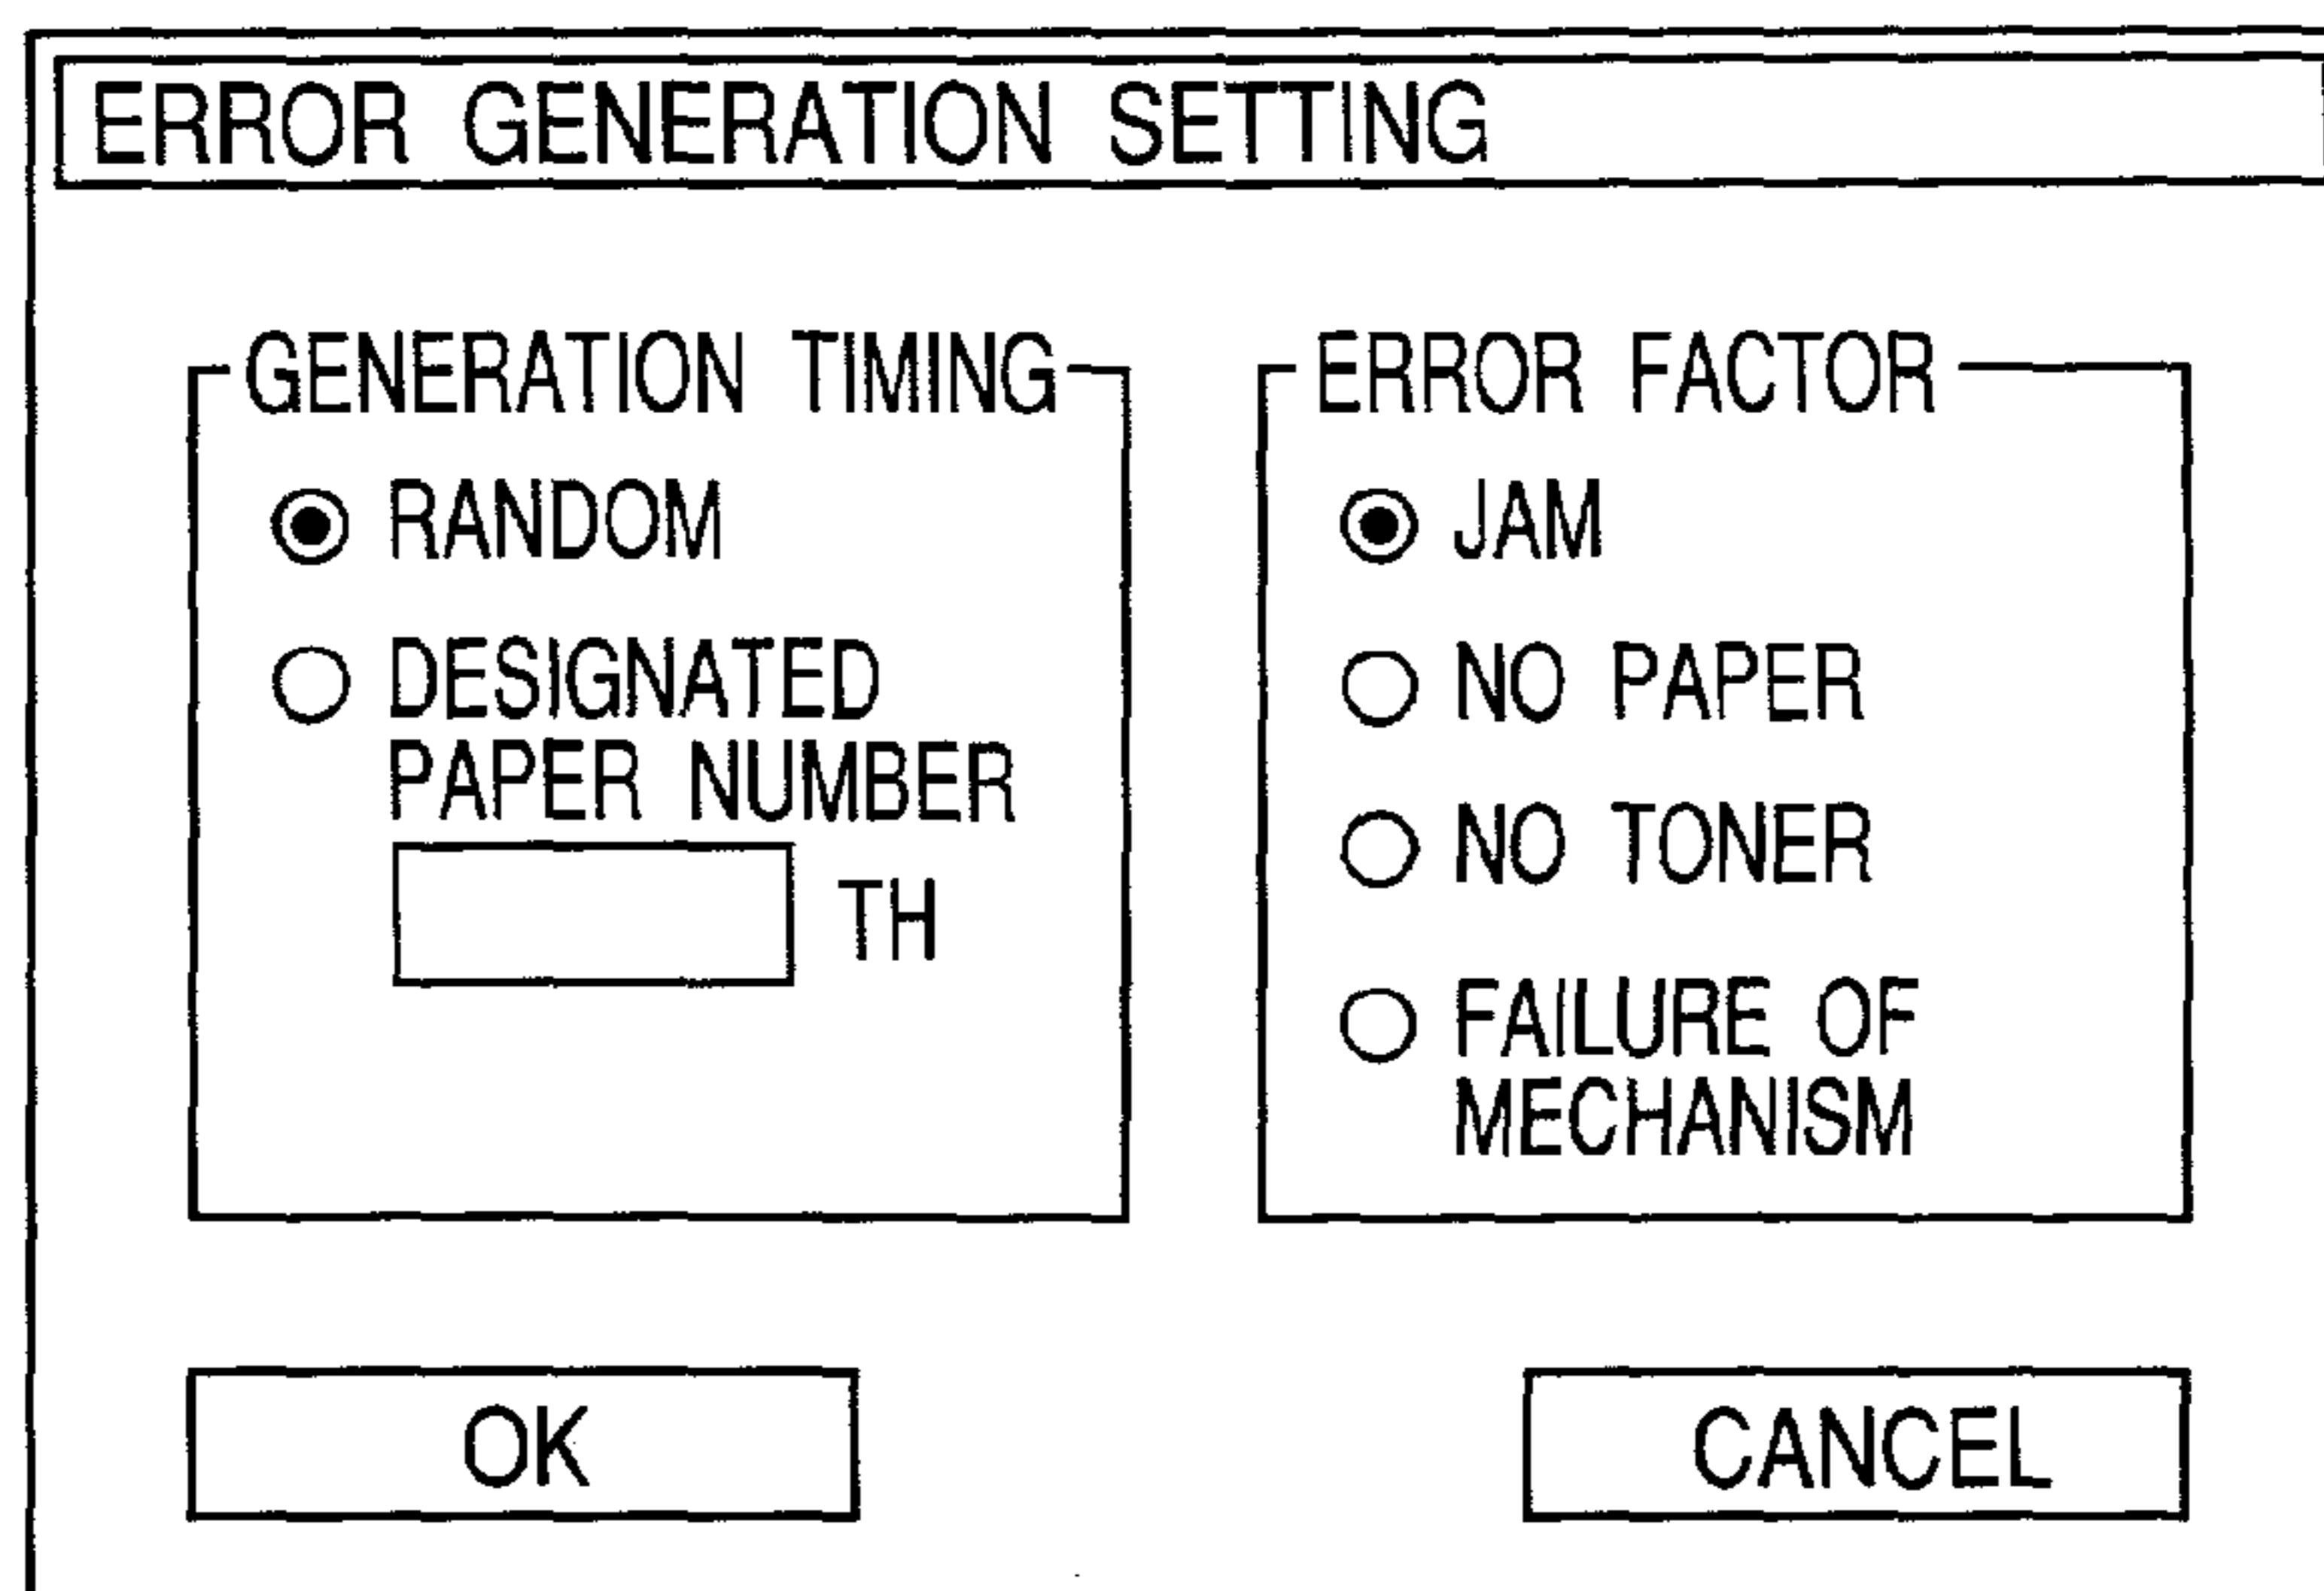 ERROR GENERATION SETTING
GENERATION TIMING
RANDOM
DESIGNATED
PAPER NUMBER
TH
ERROR FACTOR
JAM
NO PAPER
NO TONER
FAILURE OF
MECHANISM
OK
CANCEL